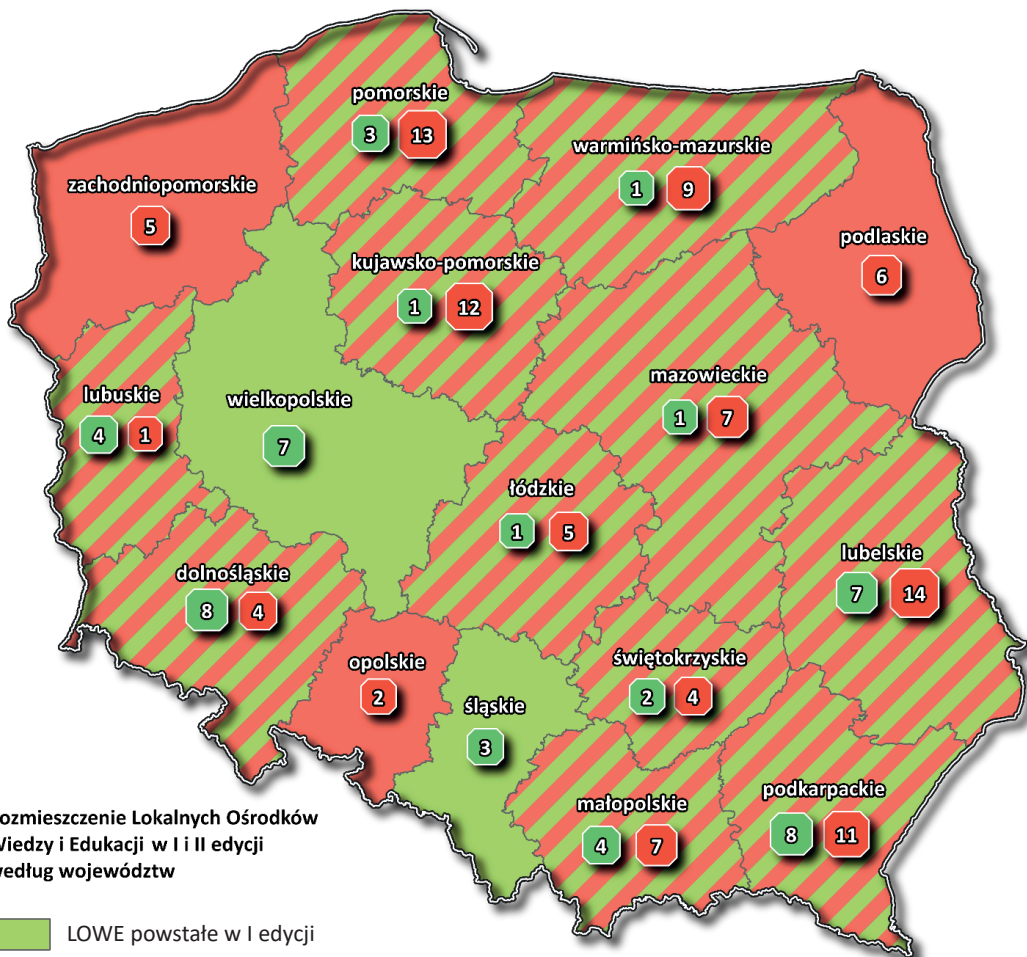 pomorskie
3 13
warmińsko-mazurskie
1 9
zachodniopomorskie
5
podlaskie
6
kujawsko-pomorskie
1 12
mazowieckie
1 7
lubuskie
4 1
wielkopolskie
7
łódzkie
1 5
lubelskie
7 14
dolnośląskie
8 4
opolskie
2
śląskie
3
świętokrzyskie
2 4
małopolskie
4 7
podkarpackie
8 11
ozmieszczenie Lokalnych Ośrodków
Wiedzy i Edukacji w I i II edycji
według województw
LOWE powstałe w I edycji